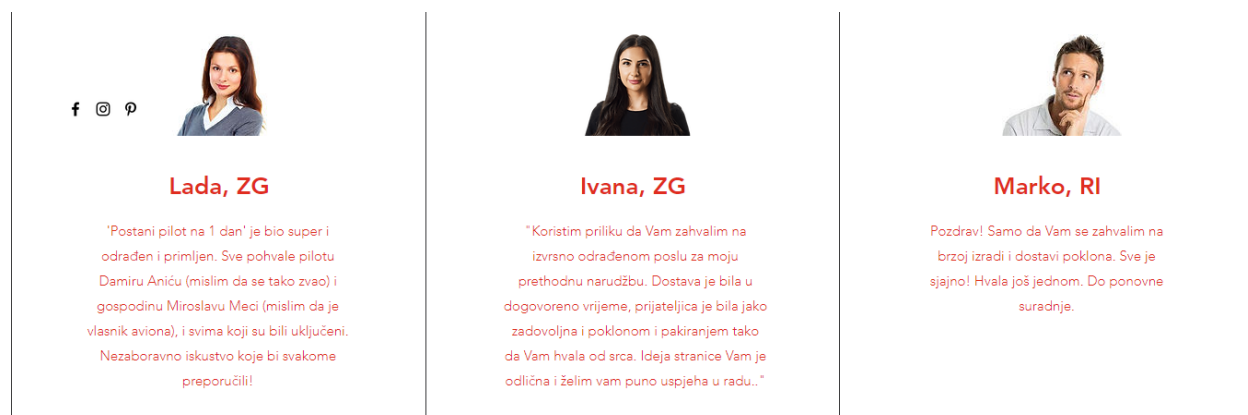 Lada, ZG
'Postani pilot na 1 dan' je bio super i
odrađen i primljen. Sve pohvale pilotu
Damiru Aniću (mislim da se tako zvao) i
gospodinu Miroslavu Meci (mislim da je
vlasnik aviona), i svima koji su bili uključeni.
Nezaboravno iskustvo koje bi svakome
preporučili!
Ivana, ZG
"Koristim priliku da Vam zahvalim na
izvrsno odrađenom poslu za moju
prethodnu narudžbu. Dostava je bila u
dogovoreno vrijeme, prijateljica je bila jako
zadovoljna i poklonom i pakiranjem tako
da Vam hvala od srca. Ideja stranice Vam je
odlična i želim vam puno uspjeha u radu.."
Marko, RI
Pozdrav! Samo da Vam se zahvalim na
brzoj izradi i dostavi poklona. Sve je
sjajno! Hvala još jednom. Do ponovne
suradnje.